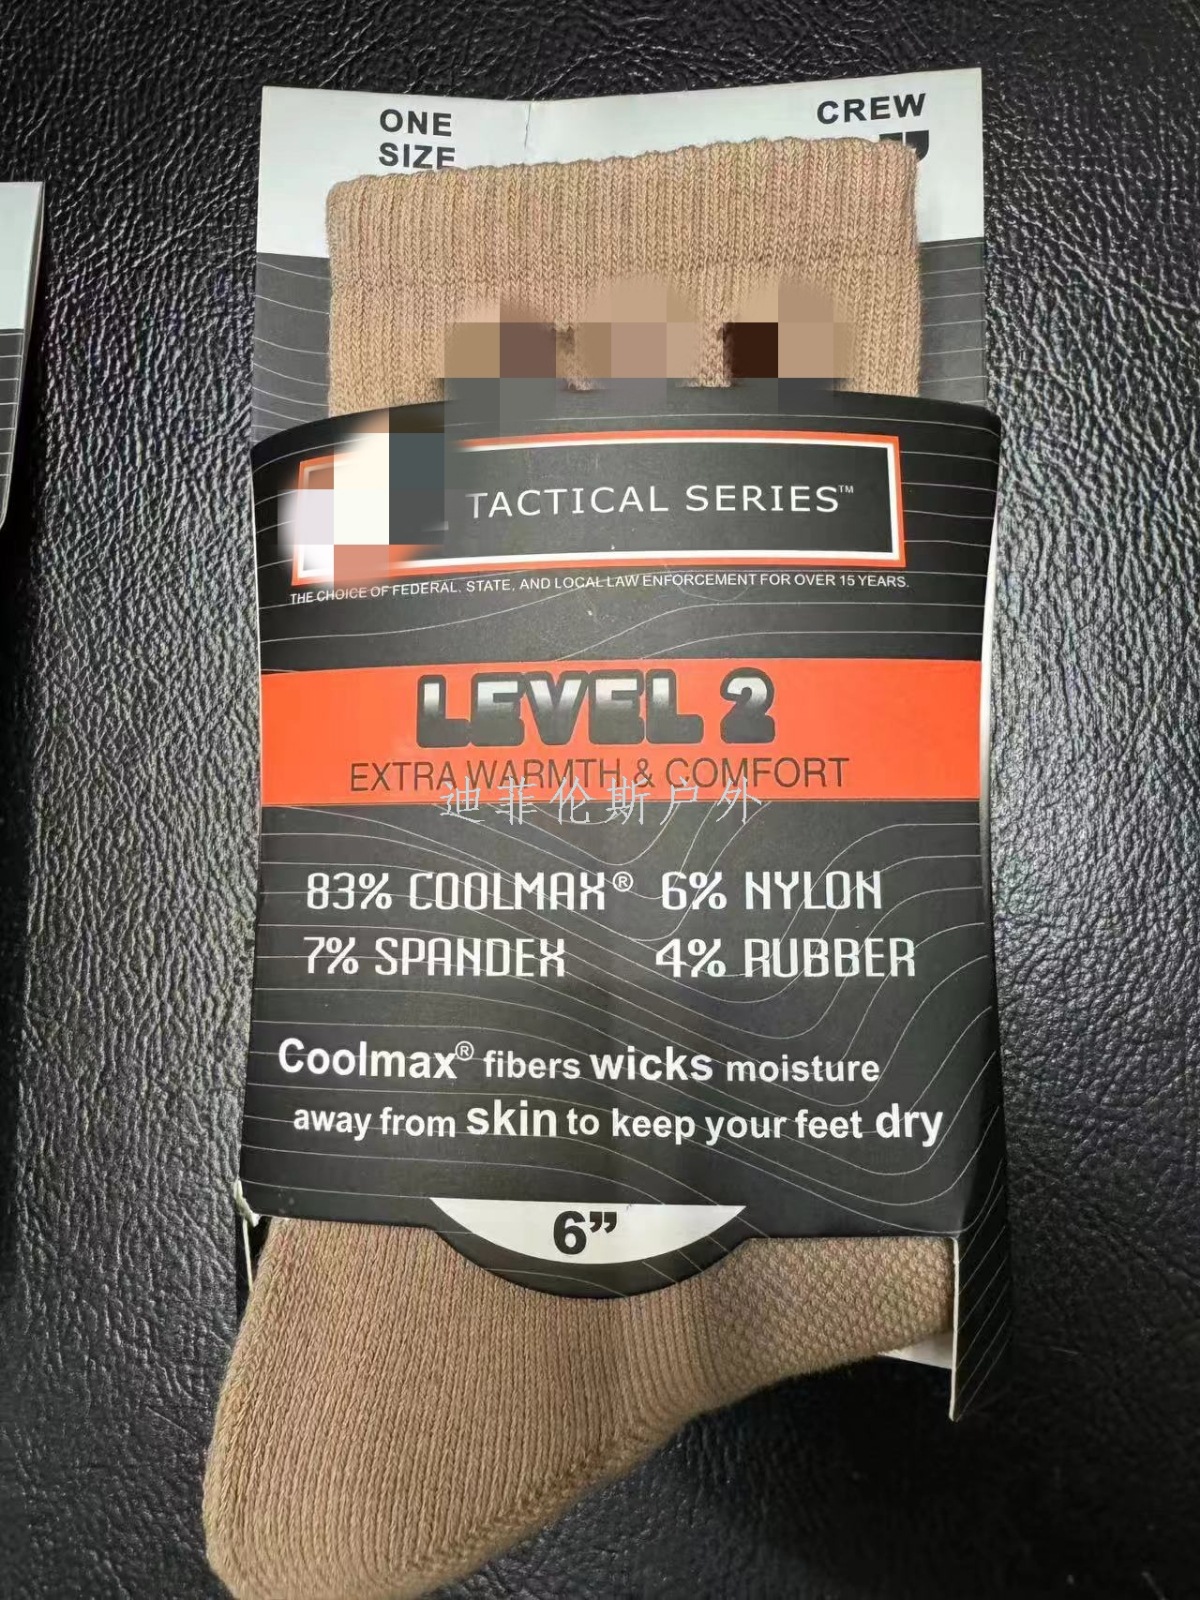 ONE
SIZE
CREW
TACTICAL SERIES™
THE CHOICE OF FEDERAL, STATE, AND LOCAL LAW ENFORCEMENT FOR OVER 15 YEARS.
LEVEL 2
EXTRA WARMTH & COMFORT
迪菲伦斯户外
83% COOLMAX® 6% NYLON
7% SPANDEX 4% RUBBER
Coolmax® fibers wicks moisture
away from skin to keep your feet dry
6”